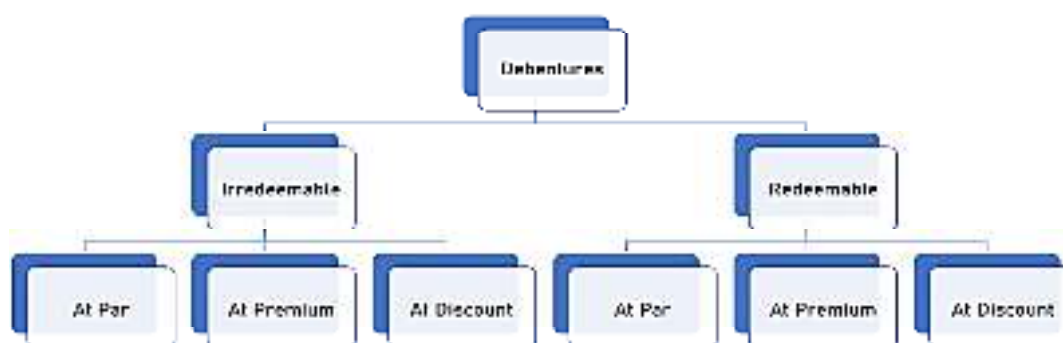 Debentures
Irredeemable
Redeemable
At Par
At Premium
At Discount
At Par
At Premium
At Discount